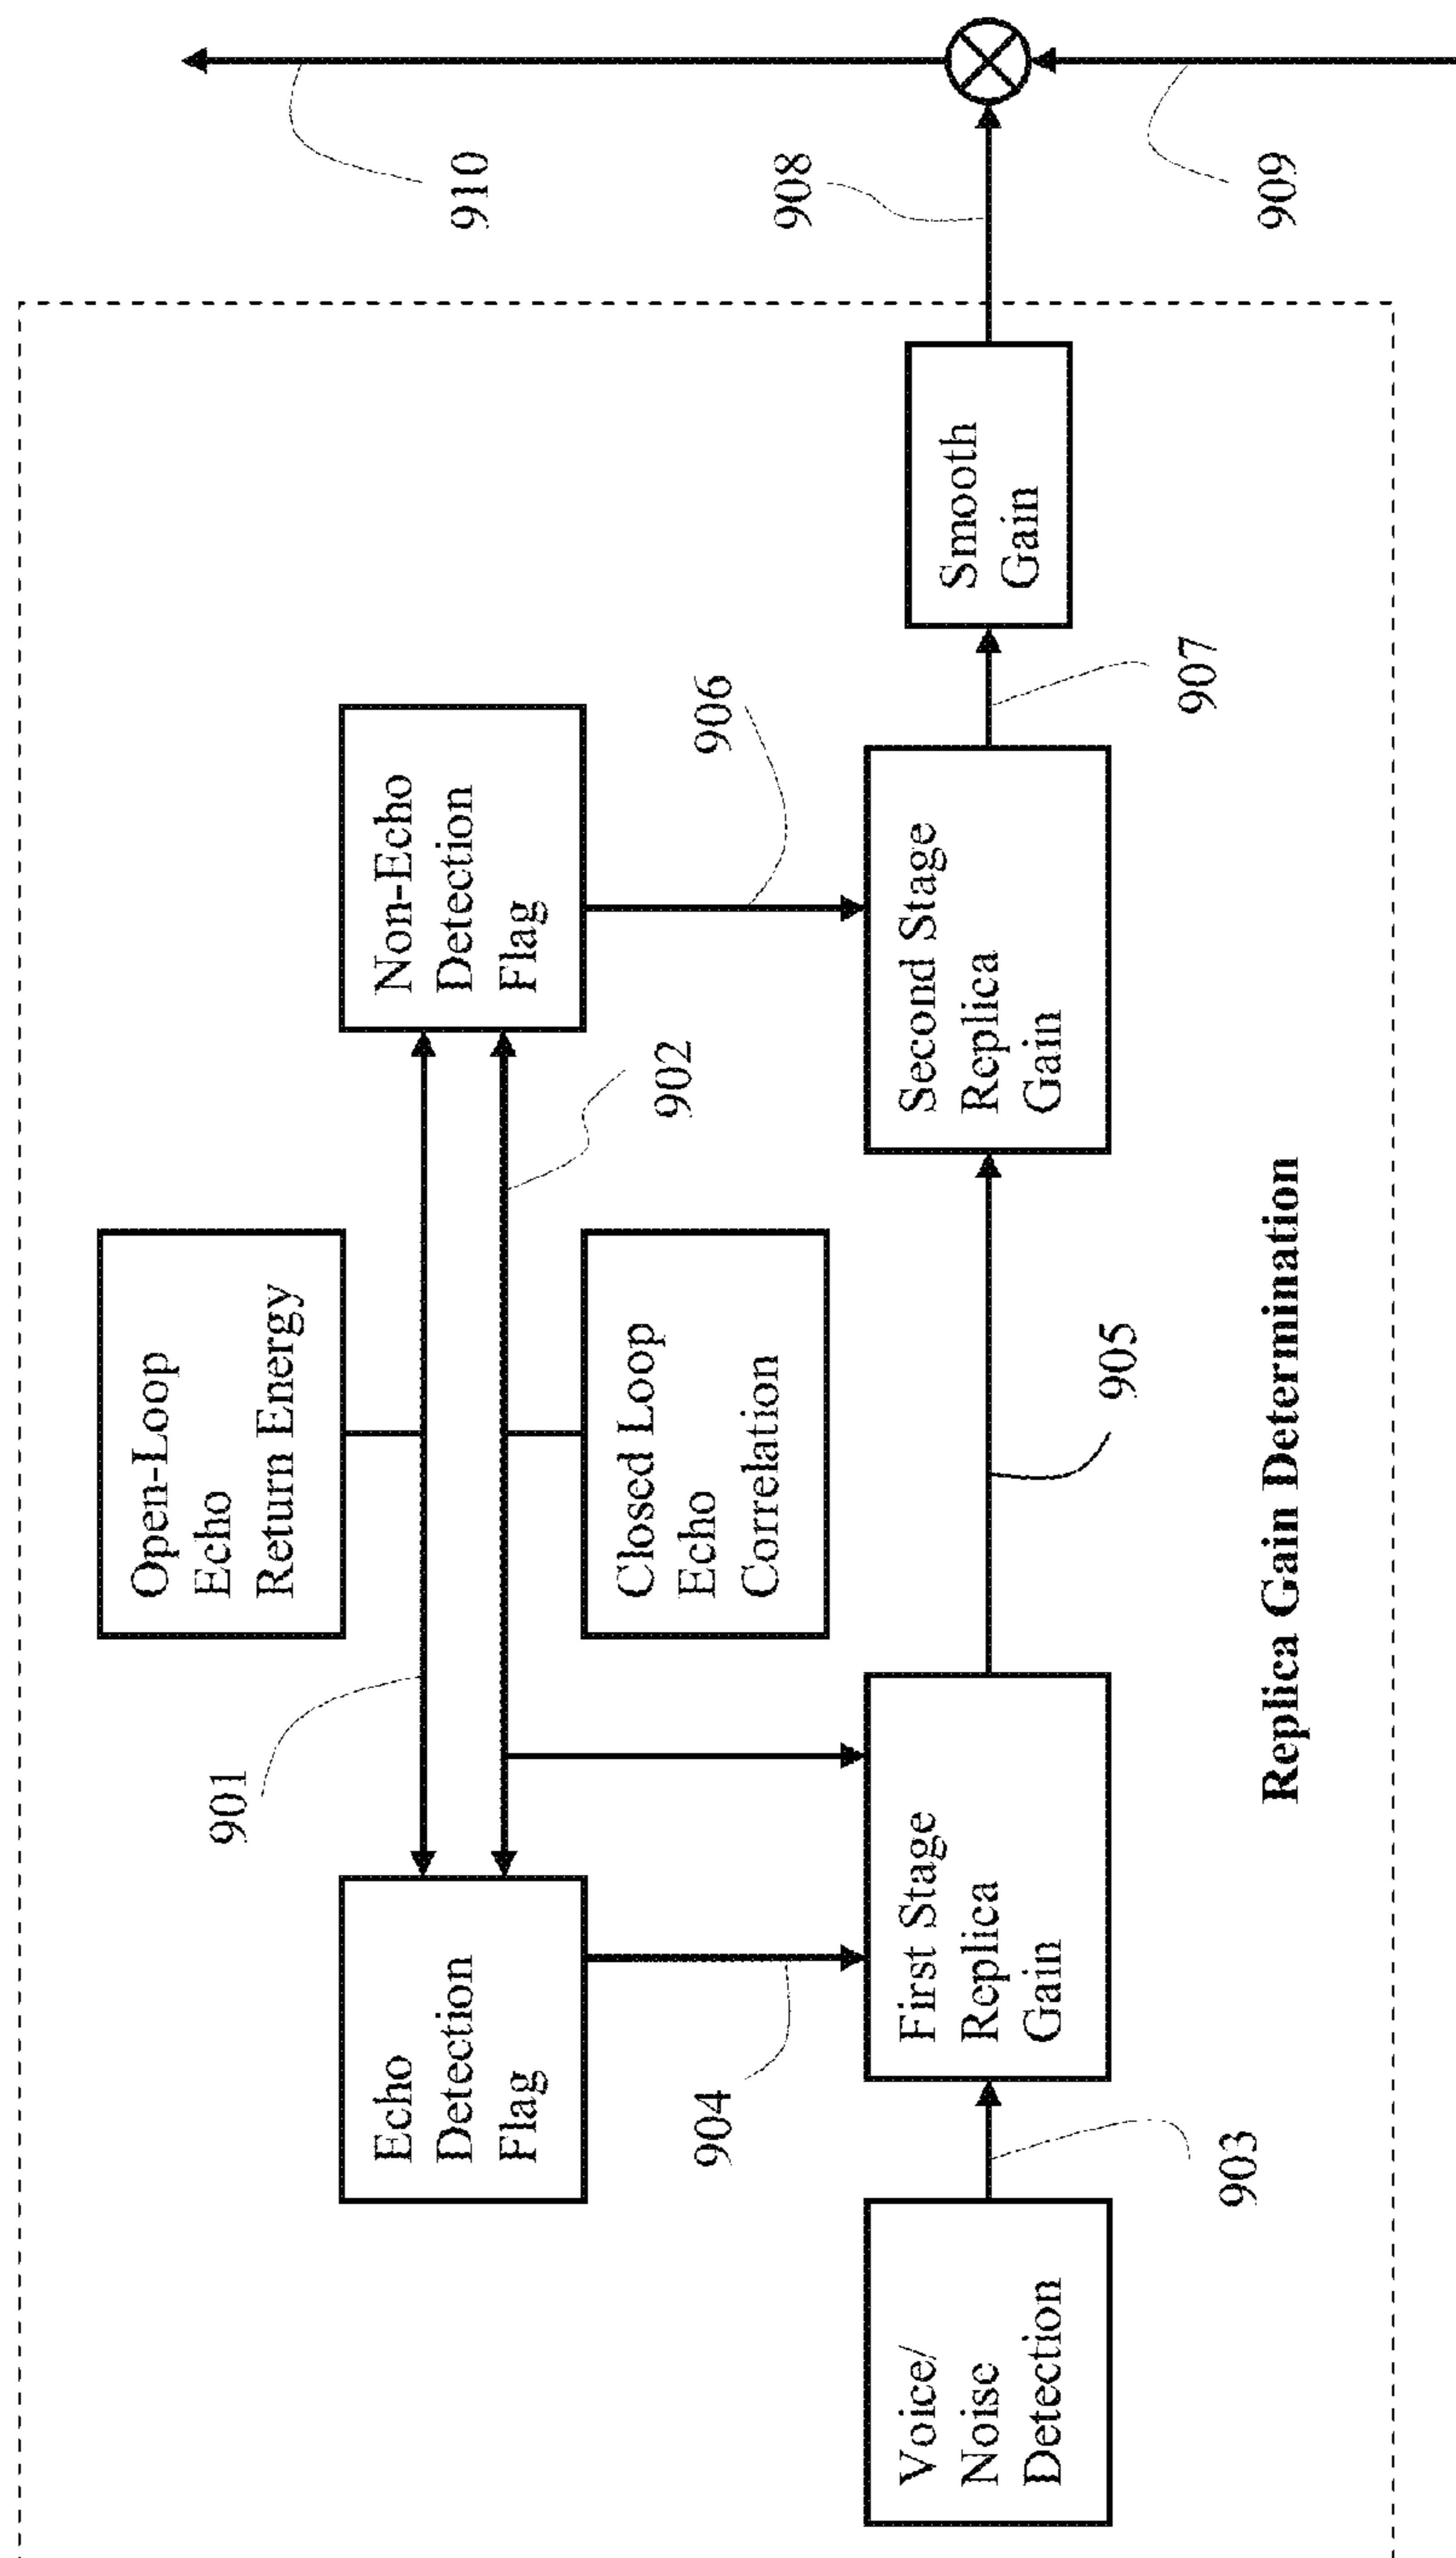 Open-Loop
Echo
Return Energy
901
Echo
Detection
Flag
Non-Echo
Detection
Flag
902
Closed Loop
Echo
Correlation
904
906
908
910
Voice/
Noise
Detection
903
First Stage
Replica
Gain
905
Second Stage
Replica
Gain
907
Smooth
Gain
909
Replica Gain Determination